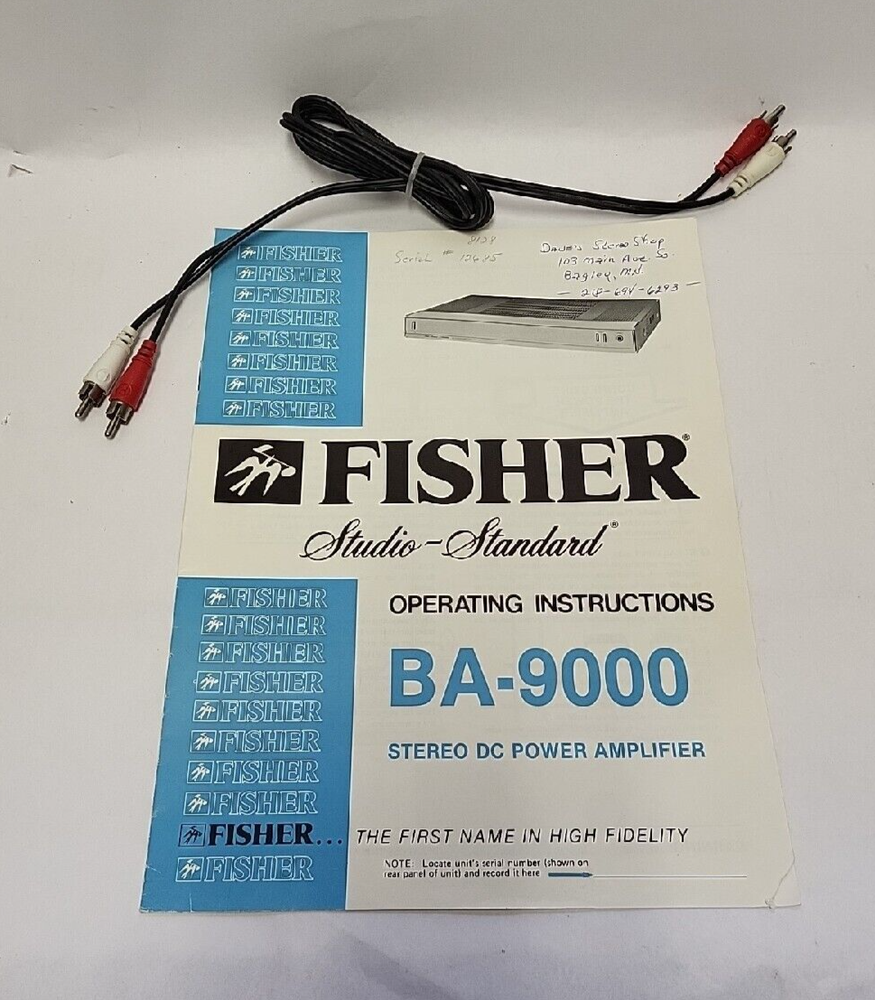 FISHER
FISHER
FISHER
FISHER
FISHER
FISHER
FISHER
FISHER
Serial #
Dave's Stereo Shop
103 Main Ave So.
Bagley, MN
FISHER®
Studio-Standard®
OPERATING INSTRUCTIONS
BA-9000
STEREO DC POWER AMPLIFIER
FISHER
FISHER
FISHER
FISHER
FISHER
FISHER
FISHER
FISHER
FISHER... THE FIRST NAME IN HIGH FIDELITY
FISHER
NOTE: Locate unit's serial number (shown on
rear panel of unit) and record it here